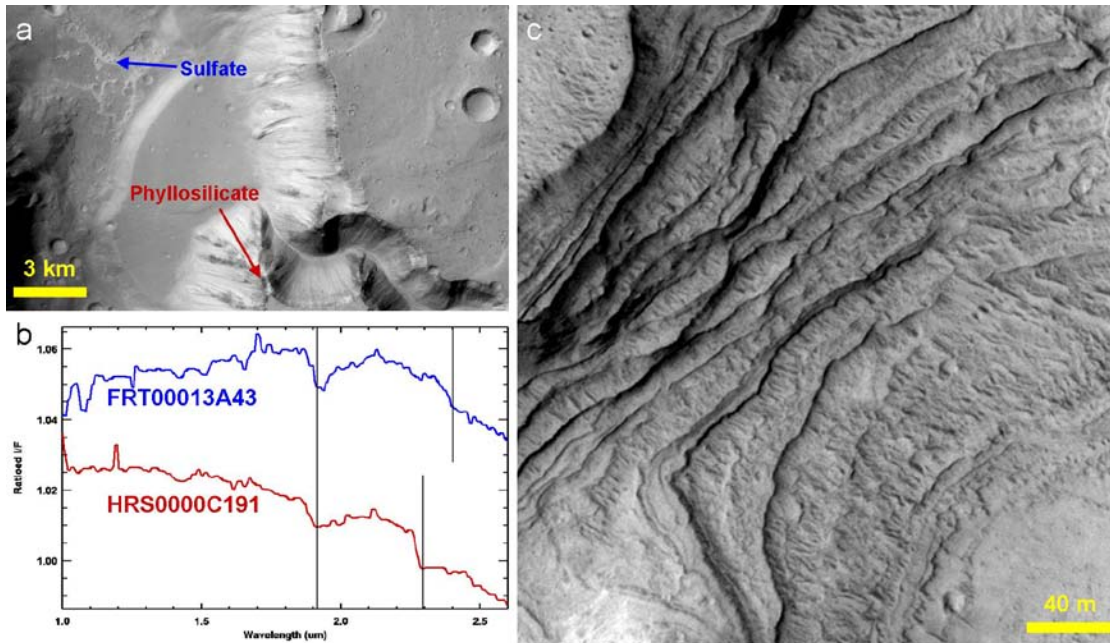 a
Sulfate
Phyllosilicate
3 km
b
1.06
1.04
1.02
1.00
Ratioed I/F
FRT00013A43
HRS0000C191
1.0
1.5
2.0
2.5
Wavelength (um)
c
40 m